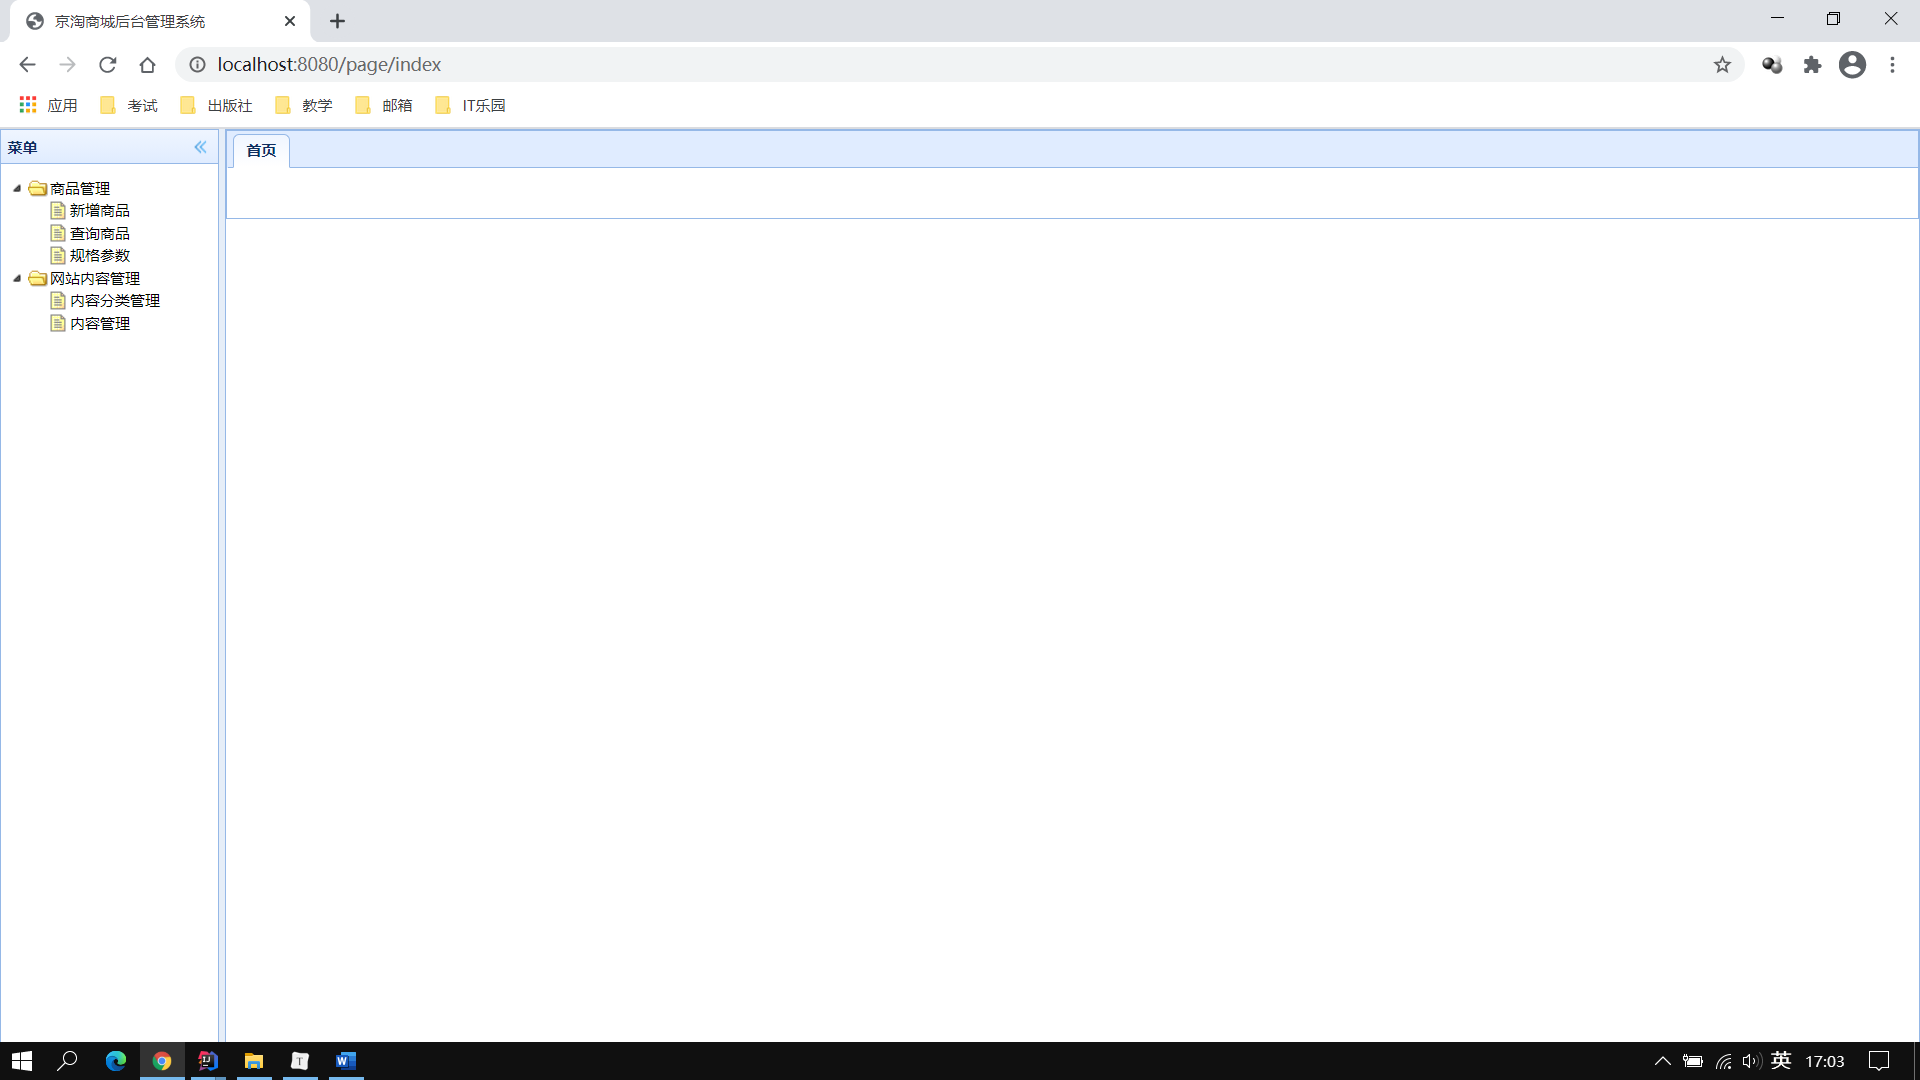 京淘商城后台管理系统
localhost:8080/page/index
应用 考试 出版社 教学 邮箱 IT乐园
菜单
首页
商品管理
新增商品
查询商品
规格参数
网站内容管理
内容分类管理
内容管理
英 17:03